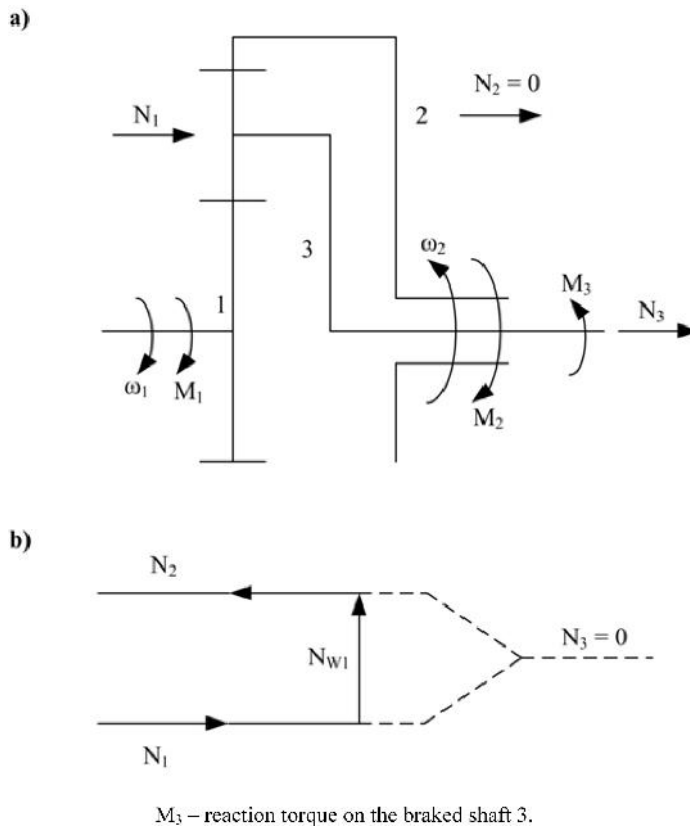 a)
N₂ = 0
N₁
2
3
ω₂
M₃
N₃
1
ω₁
M₁
M₂
b)
N₂
N₃ = 0
N_W1
N₁
M₃ – reaction torque on the braked shaft 3.